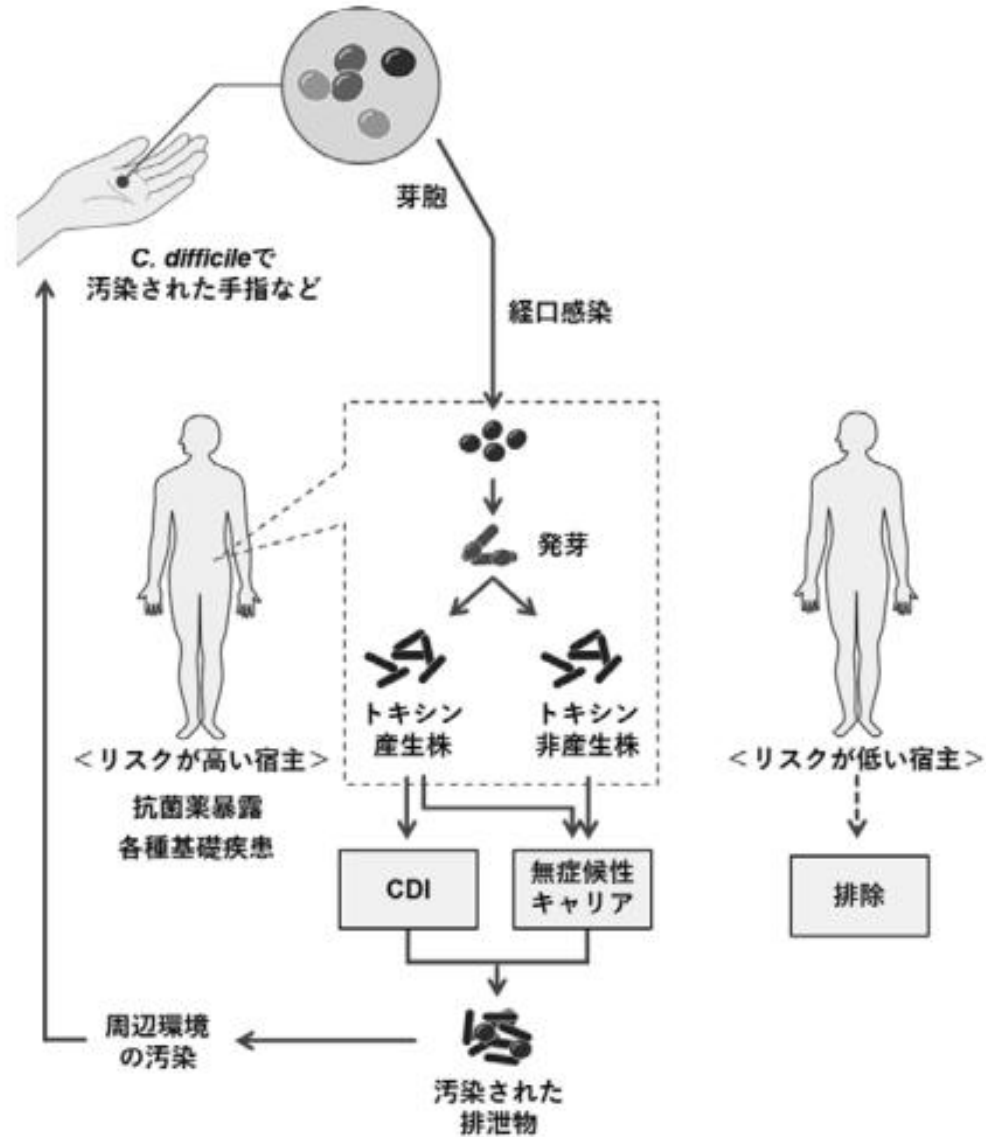 芽胞
C. difficileで
汚染された手指など
経口感染
発芽
トキシン
産生株
トキシン
非産生株
＜リスクが高い宿主＞
抗菌薬暴露
各種基礎疾患
＜リスクが低い宿主＞
CDI
無症候性
キャリア
排除
周辺環境
の汚染
汚染された
排泄物